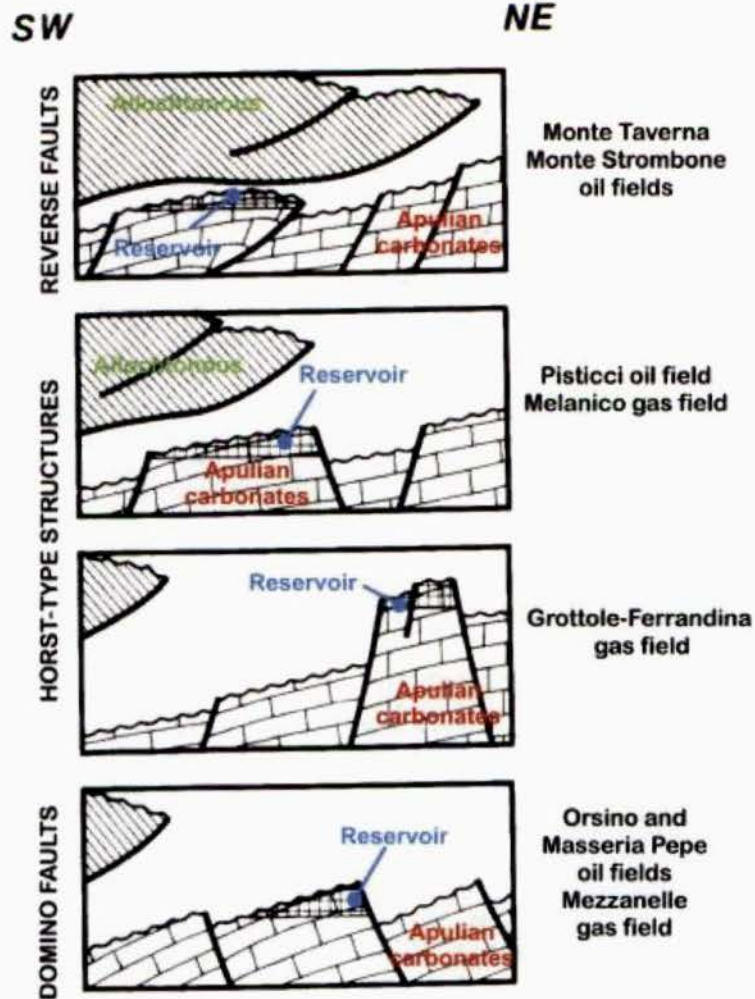 SW
NE
REVERSE FAULTS
Allochtonous
Reservoir
Apulian
carbonates
Monte Taverna
Monte Strombone
oil fields
HORST-TYPE STRUCTURES
Allochtonous
Reservoir
Apulian
carbonates
Pisticci oil field
Melanico gas field
Reservoir
Apulian
carbonates
Grottole-Ferrandina
gas field
DOMINO FAULTS
Reservoir
Apulian
carbonates
Orsino and
Masseria Pepe
oil fields
Mezzanelle
gas field